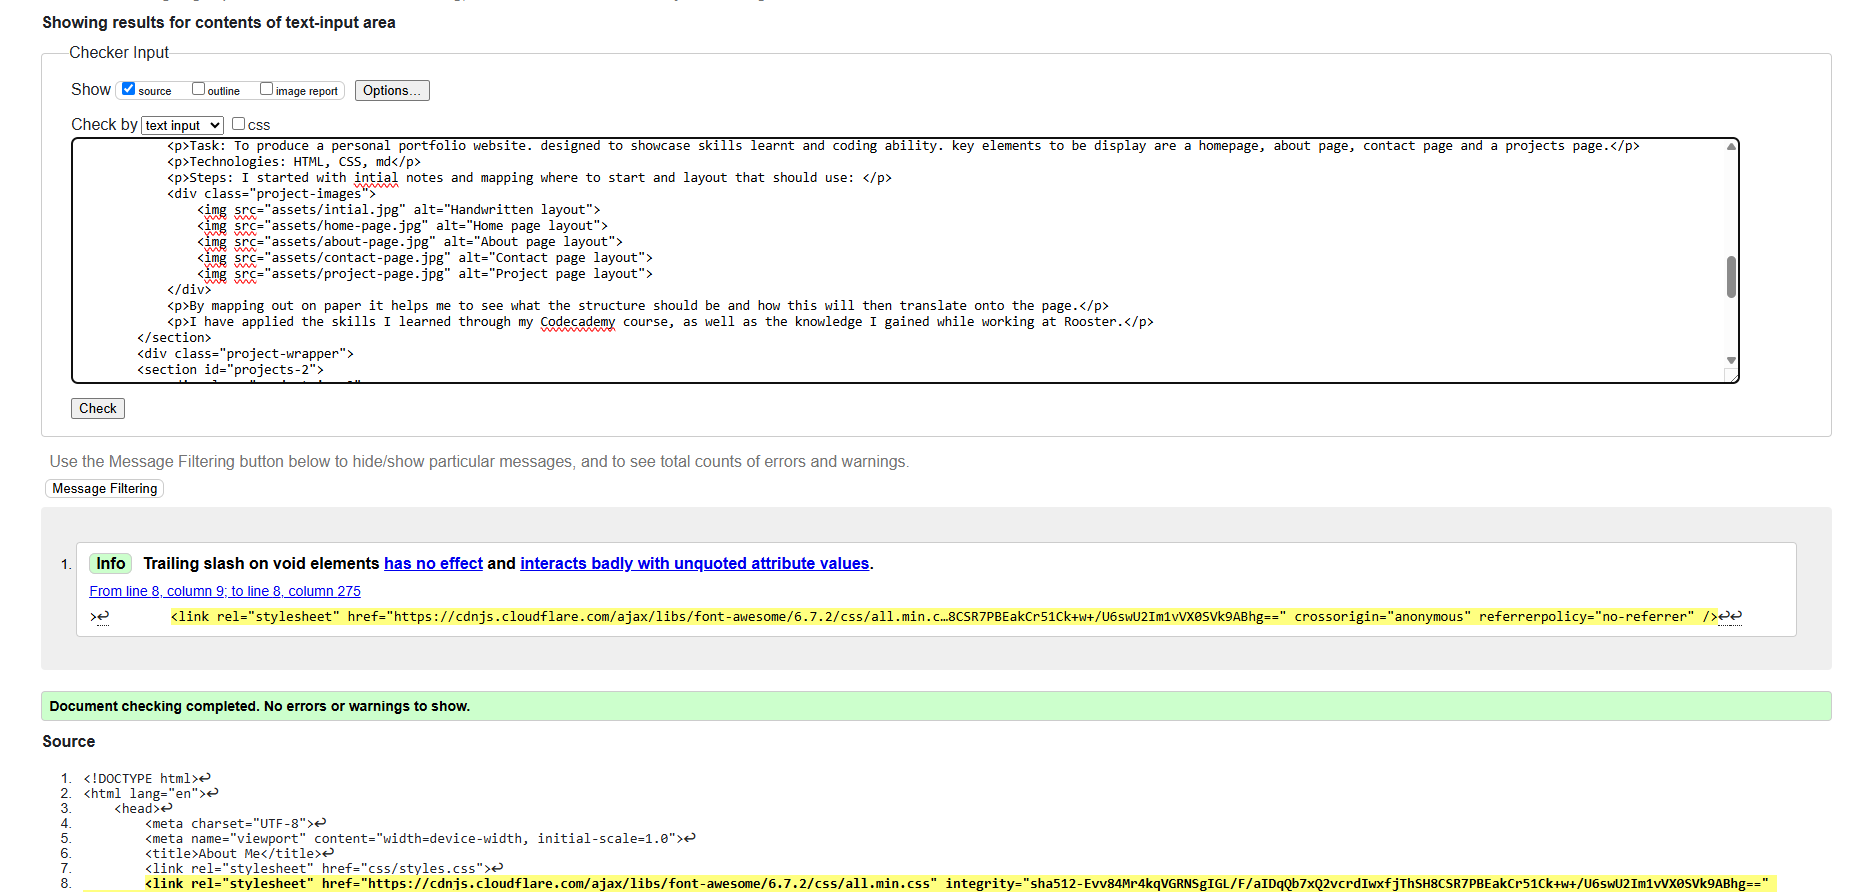 Showing results for contents of text-input area
Checker Input
Show source outline image report Options...
Check by text input css
<p>Task: To produce a personal portfolio website. designed to showcase skills learnt and coding ability. key elements to be display are a homepage, about page, contact page and a projects page.</p>
<p>Technologies: HTML, CSS, md</p>
<p>Steps: I started with intial notes and mapping where to start and layout that should use: </p>
<div class="project-images">
<img src="assets/intial.jpg" alt="Handwritten layout">
<img src="assets/home-page.jpg" alt="Home page layout">
<img src="assets/about-page.jpg" alt="About page layout">
<img src="assets/contact-page.jpg" alt="Contact page layout">
<img src="assets/project-page.jpg" alt="Project page layout">
</div>
<p>By mapping out on paper it helps me to see what the structure should be and how this will then translate onto the page.</p>
<p>I have applied the skills I learned through my Codecademy course, as well as the knowledge I gained while working at Rooster.</p>
</section>
<div class="project-wrapper">
<section id="projects-2">
Check
Use the Message Filtering button below to hide/show particular messages, and to see total counts of errors and warnings.
Message Filtering
1. Info Trailing slash on void elements has no effect and interacts badly with unquoted attribute values.
From line 8, column 9; to line 8, column 275
>↩ <link rel="stylesheet" href="https://cdnjs.cloudflare.com/ajax/libs/font-awesome/6.7.2/css/all.min.c…8CSR7PBEakCr51Ck+w+/U6swU2Im1vVX0SVk9ABhg==" crossorigin="anonymous" referrerpolicy="no-referrer" />↩↩
Document checking completed. No errors or warnings to show.
Source
1. <!DOCTYPE html>↩
2. <html lang="en">↩
3. <head>↩
4. <meta charset="UTF-8">↩
5. <meta name="viewport" content="width=device-width, initial-scale=1.0">↩
6. <title>About Me</title>↩
7. <link rel="stylesheet" href="css/styles.css">↩
8. <link rel="stylesheet" href="https://cdnjs.cloudflare.com/ajax/libs/font-awesome/6.7.2/css/all.min.css" integrity="sha512-Evv84Mr4kqVGRNSgIGL/F/aIDqQb7xQ2vcrdIwxfjThSH8CSR7PBEakCr51Ck+w+/U6swU2Im1vVX0SVk9ABhg=="